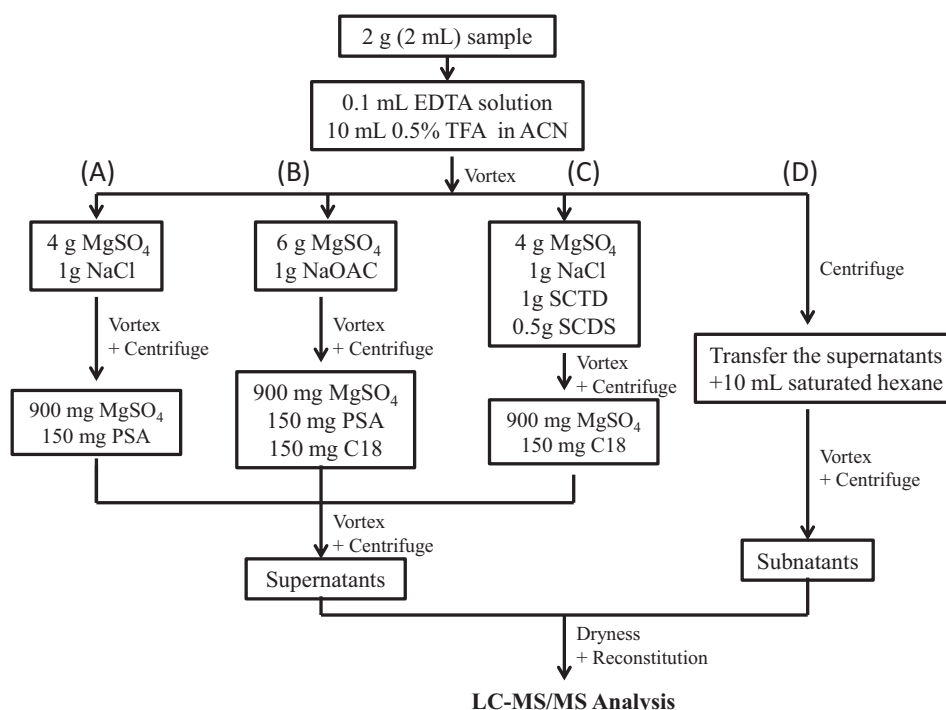 2 g (2 mL) sample
0.1 mL EDTA solution
10 mL 0.5% TFA in ACN
Vortex
(A)
(B)
(C)
(D)
4 g MgSO₄
1g NaCl
6 g MgSO₄
1g NaOAC
4 g MgSO₄
1g NaCl
1g SCTD
0.5g SCDS
Centrifuge
Vortex
+ Centrifuge
Vortex
+ Centrifuge
Vortex
+ Centrifuge
Transfer the supernatants
+10 mL saturated hexane
900 mg MgSO₄
150 mg PSA
900 mg MgSO₄
150 mg PSA
150 mg C18
900 mg MgSO₄
150 mg C18
Vortex
+ Centrifuge
Vortex
+ Centrifuge
Supernatants
Subnatants
Dryness
+ Reconstitution
LC-MS/MS Analysis